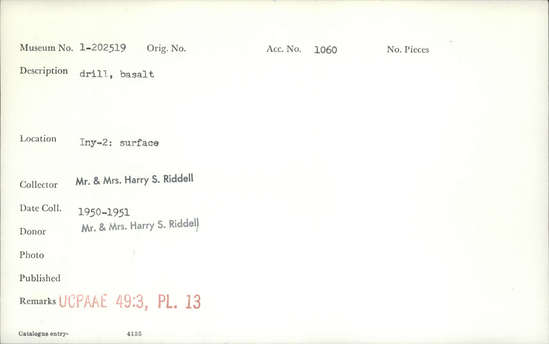 Museum No. 1-202519 Orig. No. Acc. No. 1060 No. Pieces
Description drill, basalt
Location Iny-2: surface
Collector Mr. & Mrs. Harry S. Riddell
Date Coll. 1950-1951
Donor Mr. & Mrs. Harry S. Riddell
Photo
Published
Remarks UCPAAE 49:3, PL. 13
Catalogue entry- 4135